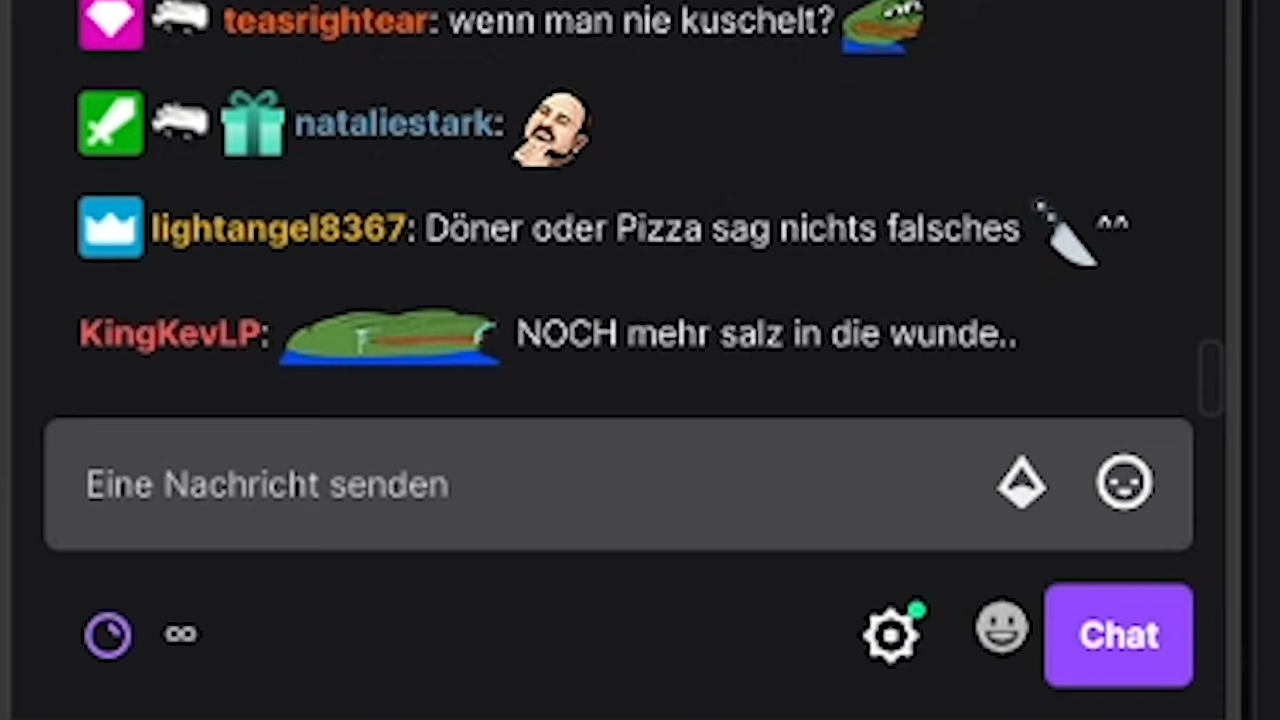 teasrightear: wenn man nie kuschelt?
nataliestark:
lightangel8367: Döner oder Pizza sag nichts falsches ^^
KingKevLP: NOCH mehr salz in die wunde..
Eine Nachricht senden
∞ Chat